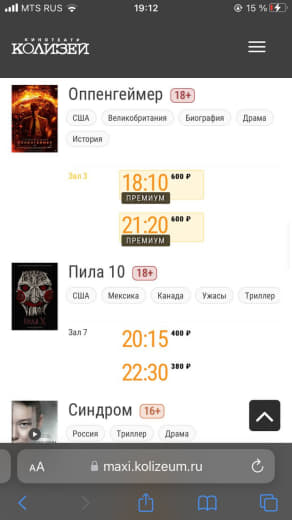 MTS RUS 19:12 15 %
КИНОТЕАТР
КОЛИЗЕЙ
Оппенгеймер 18+
США Великобритания Биография Драма
История
Зал 3 18:10 600 ₽
ПРЕМИУМ
21:20 600 ₽
ПРЕМИУМ
Пила 10 18+
США Мексика Канада Ужасы Триллер
Зал 7 20:15 400 ₽
22:30 380 ₽
Синдром 16+
Россия Триллер Драма
AA maxi.kolizeum.ru